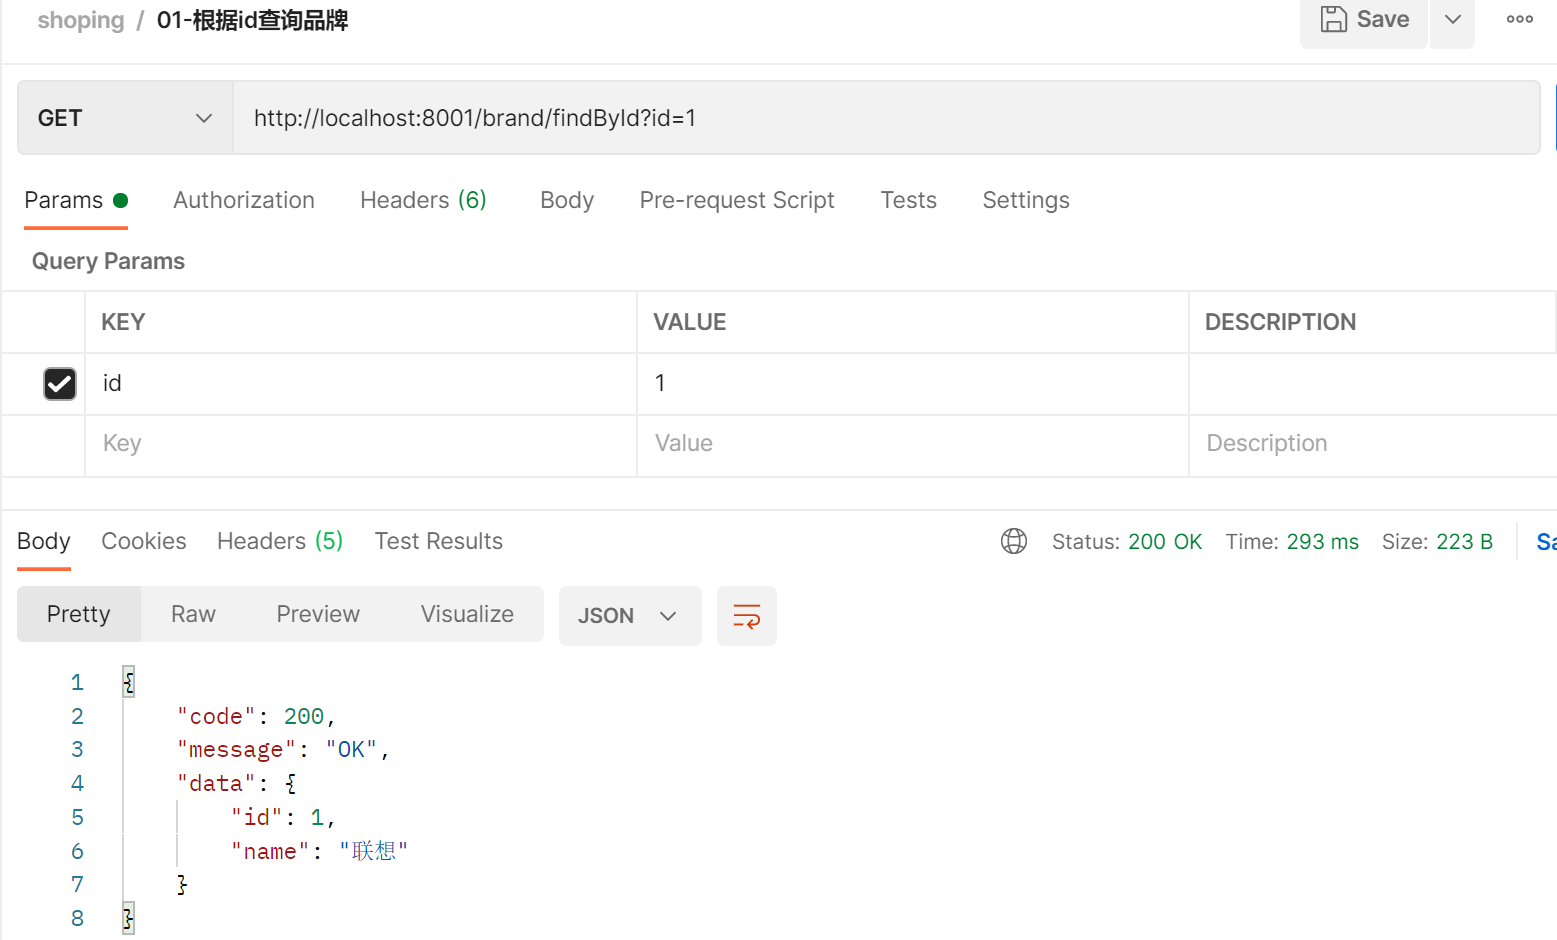 shoping / 01-根据id查询品牌 Save
GET http://localhost:8001/brand/findById?id=1
Params Authorization Headers (6) Body Pre-request Script Tests Settings
Query Params
KEY VALUE DESCRIPTION
id 1
Key Value Description
Body Cookies Headers (5) Test Results Status: 200 OK Time: 293 ms Size: 223 B
Pretty Raw Preview Visualize JSON
1 {
2 "code": 200,
3 "message": "OK",
4 "data": {
5 "id": 1,
6 "name": "联想"
7 }
8 }